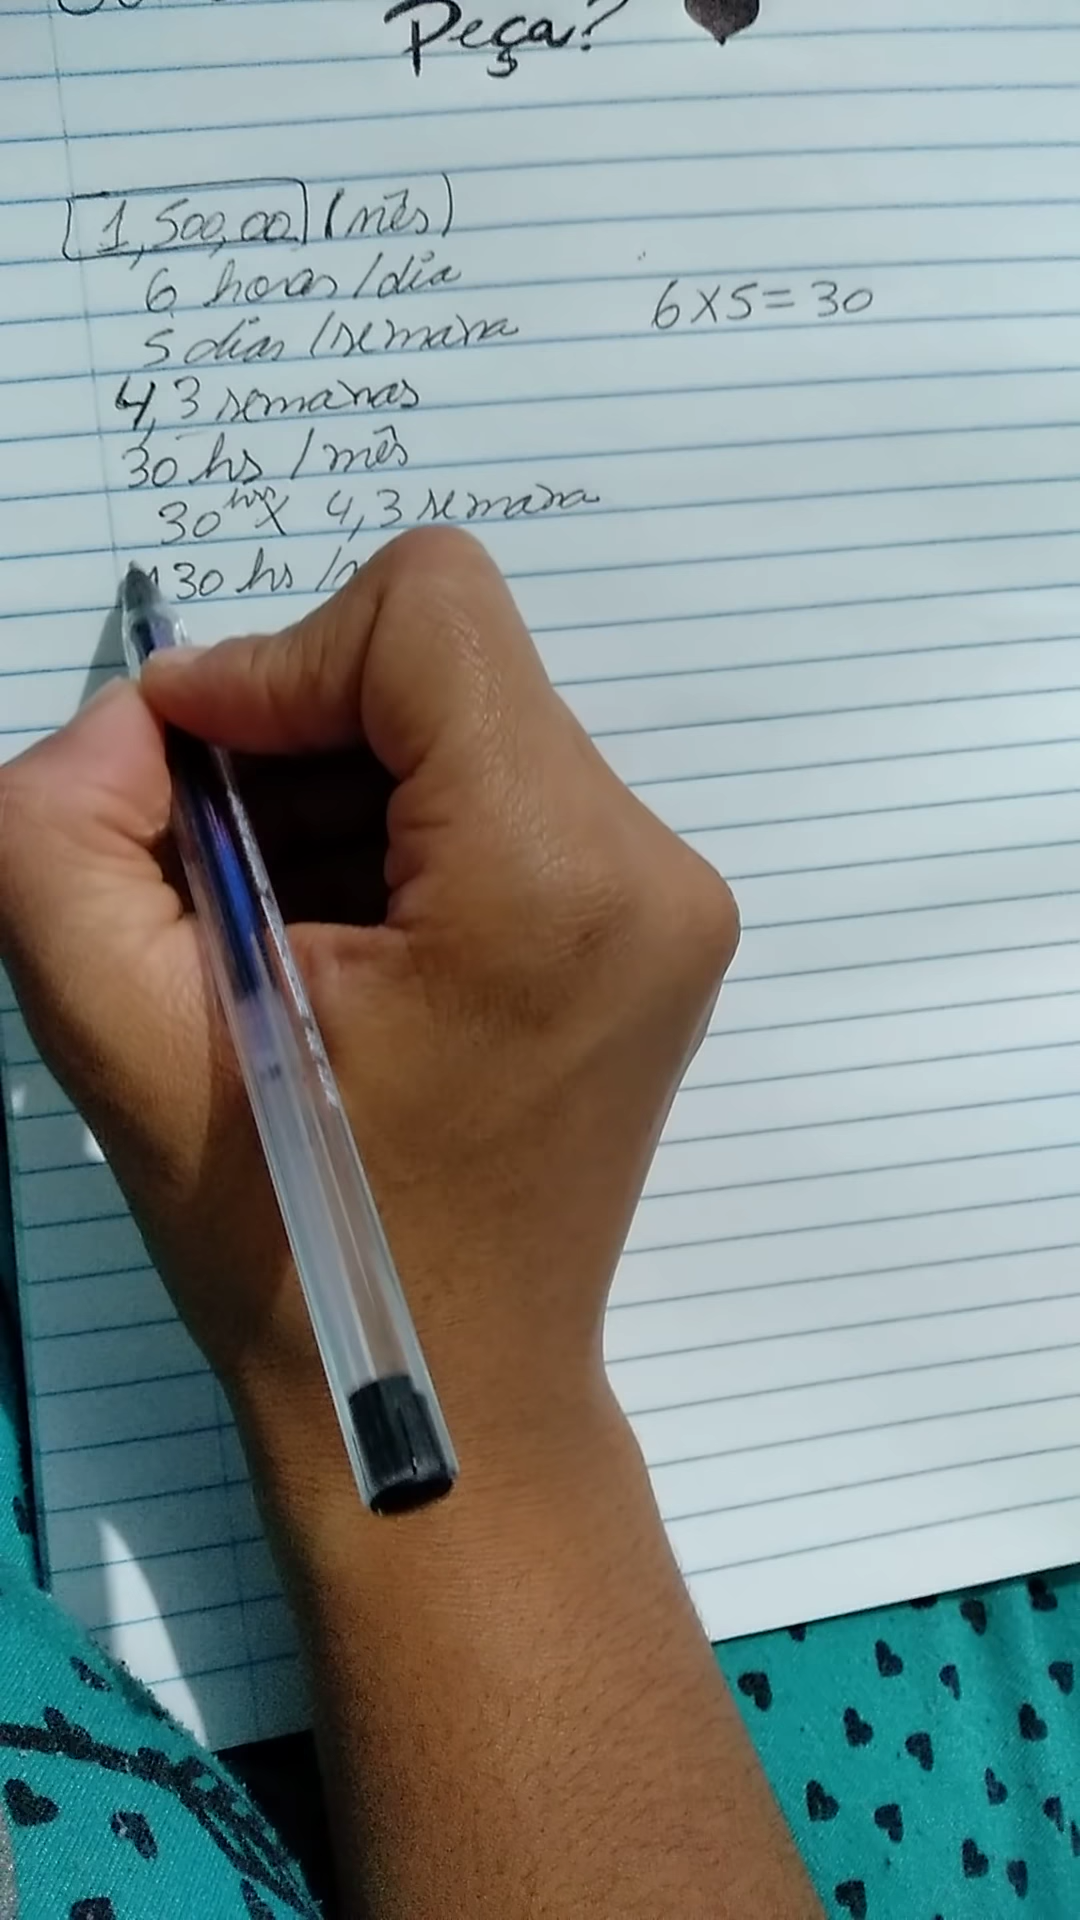 Peça?
1,500,00 (mês)
6 horas/dia
5 dias/semana
6x5=30
4,3 semanas
30 hs/mês
30 hrs x 4,3 semana
130 hs/